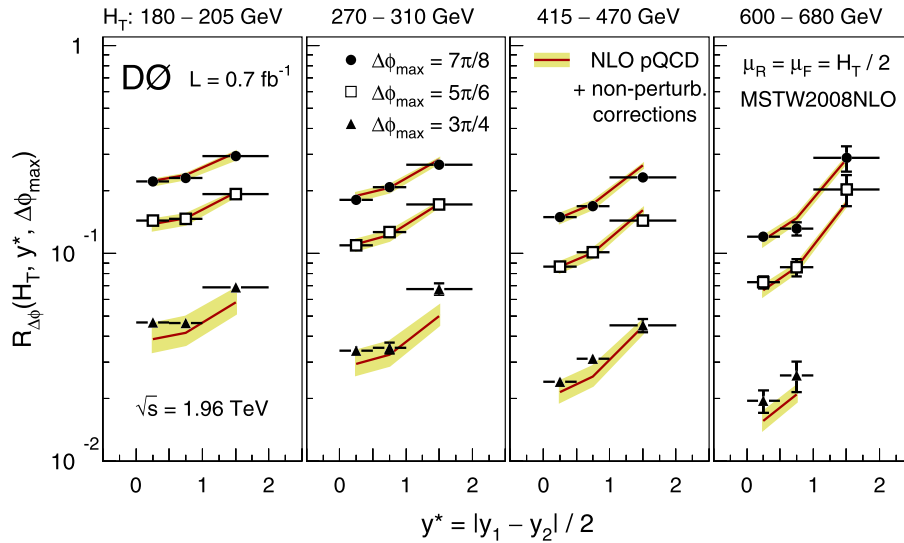 H_T: 180 – 205 GeV
270 – 310 GeV
415 – 470 GeV
600 – 680 GeV
DØ L = 0.7 fb⁻¹
Δϕ_max = 7π/8
Δϕ_max = 5π/6
Δϕ_max = 3π/4
NLO pQCD
+ non-perturb.
corrections
μ_R = μ_F = H_T / 2
MSTW2008NLO
√s = 1.96 TeV
R_Δϕ(H_T, y*, Δϕ_max)
1
10⁻¹
10⁻²
0 1 2
0 1 2
0 1 2
0 1 2
y* = |y₁ – y₂| / 2